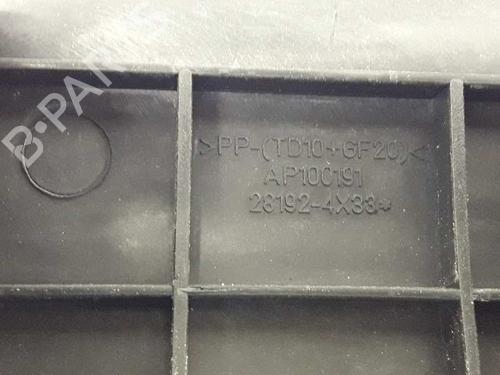 B-PARTS
>PP-(TD10+GF20)<
AP100191
28192-4X33*